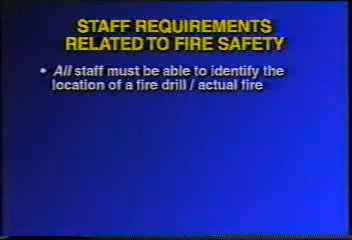 STAFF REQUIREMENTS
RELATED TO FIRE SAFETY
• All staff must be able to identify the
location of a fire drill / actual fire